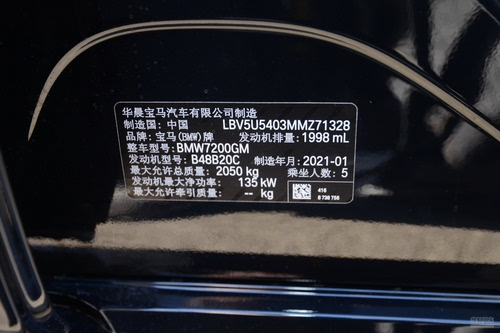 华晨宝马汽车有限公司制造
制造国: 中国 LBV5U5403MMZ71328
品牌: 宝马(BMW)牌 发动机排量: 1998 mL
整车型号: BMW7200GM
发动机型号: B48B20C 制造年月: 2021-01
最大允许总质量: 2050 kg 乘坐人数: 5
发动机最大净功率: 135 kW
最大允许牵引质量: -- kg
416
8 738 755